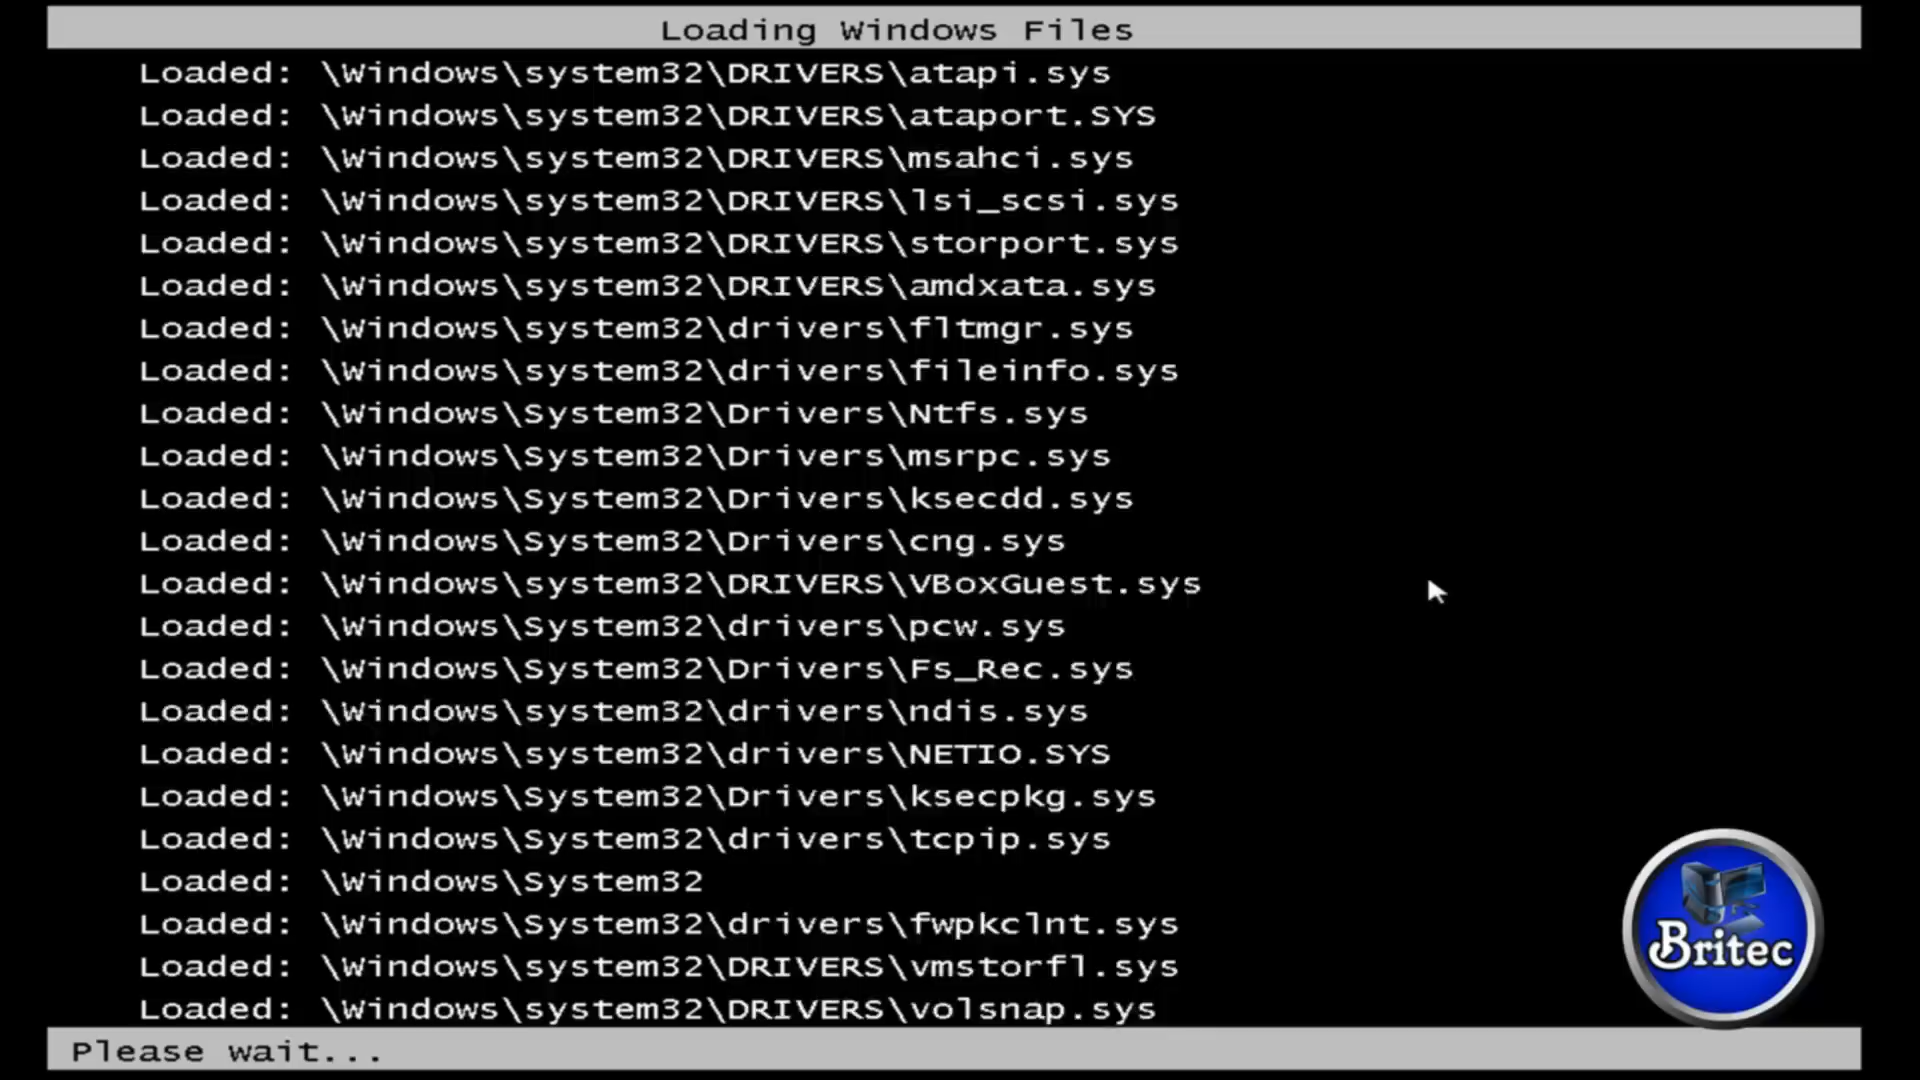 Loading Windows Files
Loaded: \Windows\system32\DRIVERS\atapi.sys
Loaded: \Windows\system32\DRIVERS\ataport.SYS
Loaded: \Windows\system32\DRIVERS\msahci.sys
Loaded: \Windows\system32\DRIVERS\lsi_scsi.sys
Loaded: \Windows\system32\DRIVERS\storport.sys
Loaded: \Windows\system32\DRIVERS\amdxata.sys
Loaded: \Windows\system32\drivers\fltmgr.sys
Loaded: \Windows\system32\drivers\fileinfo.sys
Loaded: \Windows\System32\Drivers\Ntfs.sys
Loaded: \Windows\System32\Drivers\msrpc.sys
Loaded: \Windows\System32\Drivers\ksecdd.sys
Loaded: \Windows\System32\Drivers\cng.sys
Loaded: \Windows\system32\DRIVERS\VBoxGuest.sys
Loaded: \Windows\System32\drivers\pcw.sys
Loaded: \Windows\System32\Drivers\Fs_Rec.sys
Loaded: \Windows\system32\drivers\ndis.sys
Loaded: \Windows\system32\drivers\NETIO.SYS
Loaded: \Windows\System32\Drivers\ksecpkg.sys
Loaded: \Windows\System32\drivers\tcpip.sys
Loaded: \Windows\System32
Loaded: \Windows\System32\drivers\fwpkclnt.sys
Loaded: \Windows\system32\DRIVERS\vmstorfl.sys
Loaded: \Windows\system32\DRIVERS\volsnap.sys
Britec
Please wait...